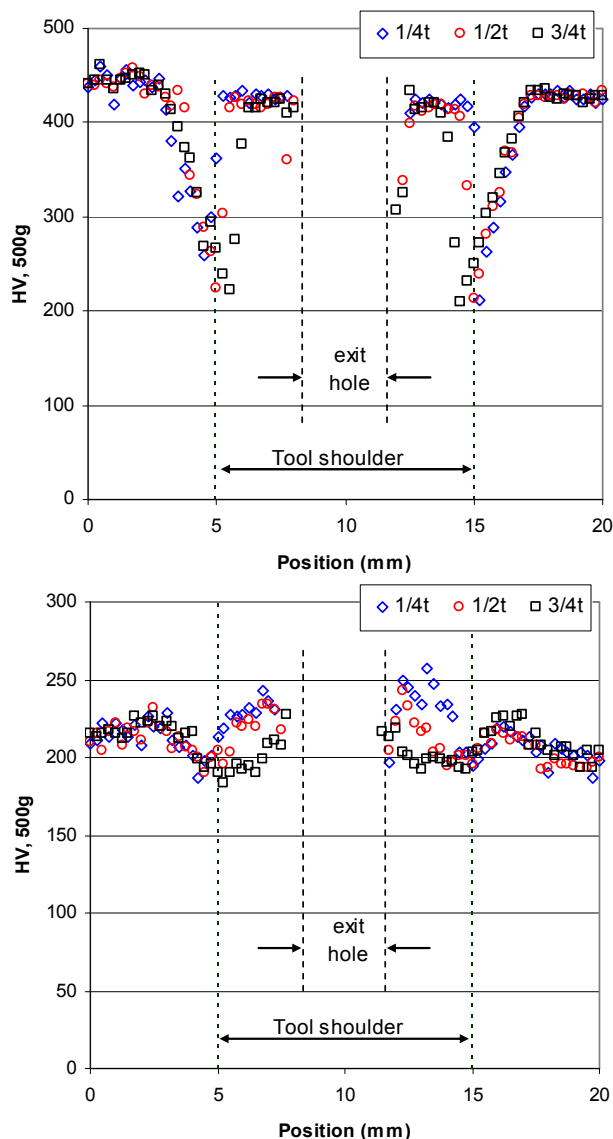 500
400
300
200
100
0
HV, 500g
1/4t 1/2t 3/4t
exit
hole
Tool shoulder
0 5 10 15 20
Position (mm)
300
250
200
150
100
50
0
HV, 500g
1/4t 1/2t 3/4t
exit
hole
Tool shoulder
0 5 10 15 20
Position (mm)